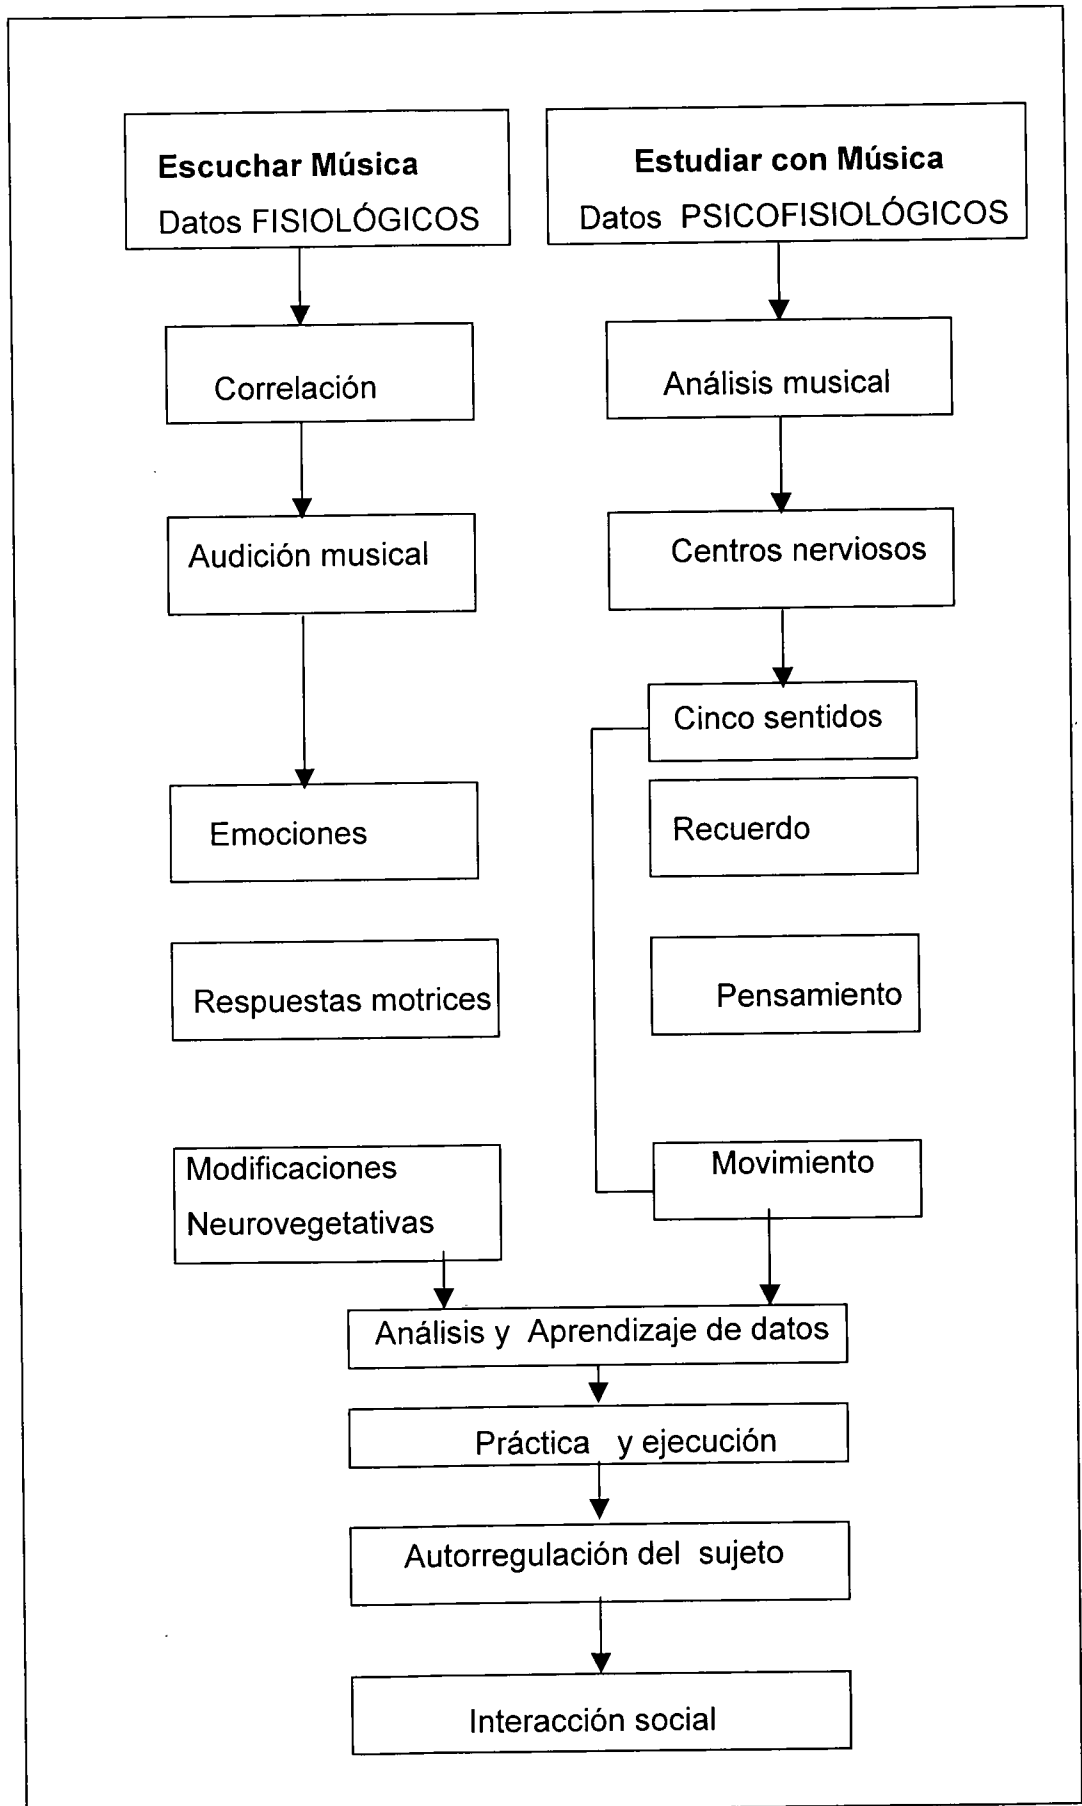 Escuchar Música
Datos FISIOLÓGICOS
Estudiar con Música
Datos PSICOFISIOLÓGICOS
Correlación
Análisis musical
Audición musical
Centros nerviosos
Cinco sentidos
Emociones
Recuerdo
Respuestas motrices
Pensamiento
Modificaciones
Neurovegetativas
Movimiento
Análisis y Aprendizaje de datos
Práctica y ejecución
Autorregulación del sujeto
Interacción social